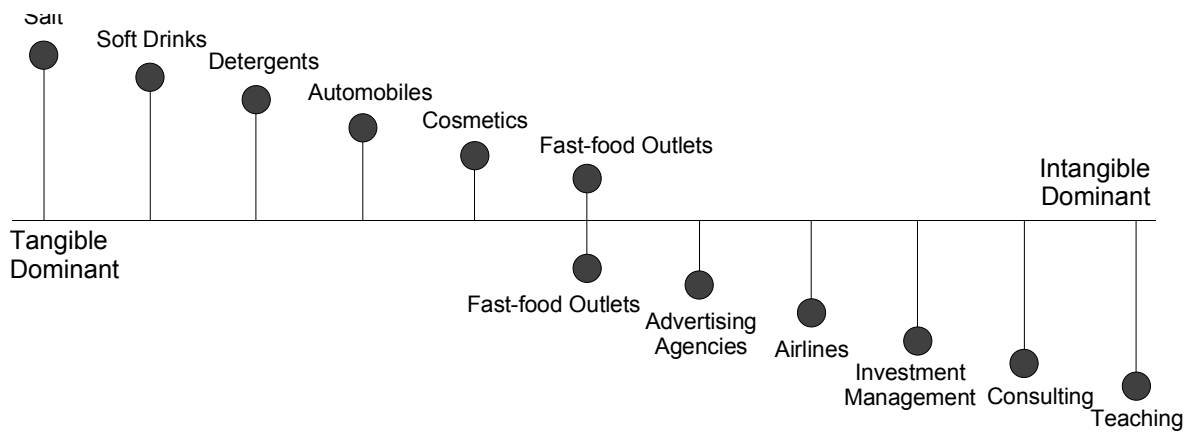 Salt
Soft Drinks
Detergents
Automobiles
Cosmetics
Fast-food Outlets
Intangible
Dominant
Tangible
Dominant
Fast-food Outlets
Advertising
Agencies
Airlines
Investment
Management
Consulting
Teaching